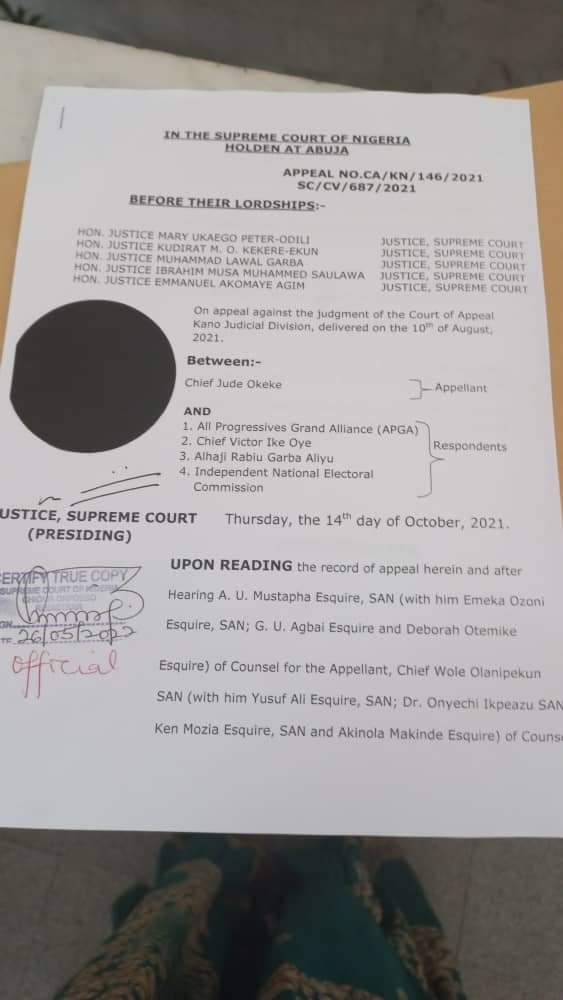 IN THE SUPREME COURT OF NIGERIA
HOLDEN AT ABUJA
APPEAL NO.CA/KN/146/2021
SC/CV/687/2021
BEFORE THEIR LORDSHIPS:-
HON. JUSTICE MARY UKAEGO PETER-ODILI JUSTICE, SUPREME COURT
HON. JUSTICE KUDIRAT M. O. KEKERE-EKUN JUSTICE, SUPREME COURT
HON. JUSTICE MUHAMMAD LAWAL GARBA JUSTICE, SUPREME COURT
HON. JUSTICE IBRAHIM MUSA MUHAMMED SAULAWA JUSTICE, SUPREME COURT
HON. JUSTICE EMMANUEL AKOMAYE AGIM JUSTICE, SUPREME COURT
On appeal against the judgment of the Court of Appeal
Kano Judicial Division, delivered on the 10th of August,
2021.
Between:-
Chief Jude Okeke Appellant
AND
1. All Progressives Grand Alliance (APGA)
2. Chief Victor Ike Oye
3. Alhaji Rabiu Garba Aliyu
4. Independent National Electoral
Commission
Respondents
USTICE, SUPREME COURT Thursday, the 14th day of October, 2021.
(PRESIDING)
UPON READING the record of appeal herein and after
Hearing A. U. Mustapha Esquire, SAN (with him Emeka Ozoni
Esquire, SAN; G. U. Agbai Esquire and Deborah Otemike
Esquire) of Counsel for the Appellant, Chief Wole Olanipekun
SAN (with him Yusuf Ali Esquire, SAN; Dr. Onyechi Ikpeazu SAN
Ken Mozia Esquire, SAN and Akinola Makinde Esquire) of Couns
CERTIFY TRUE COPY
SUPREME COURT OF NIGERIA
26/05/2022
official